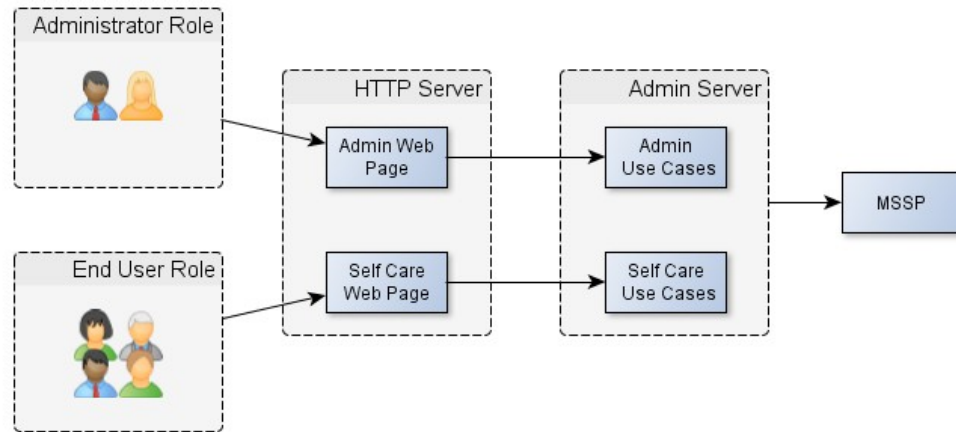 Administrator Role
HTTP Server
Admin Server
Admin Web
Page
Admin
Use Cases
MSSP
End User Role
Self Care
Web Page
Self Care
Use Cases